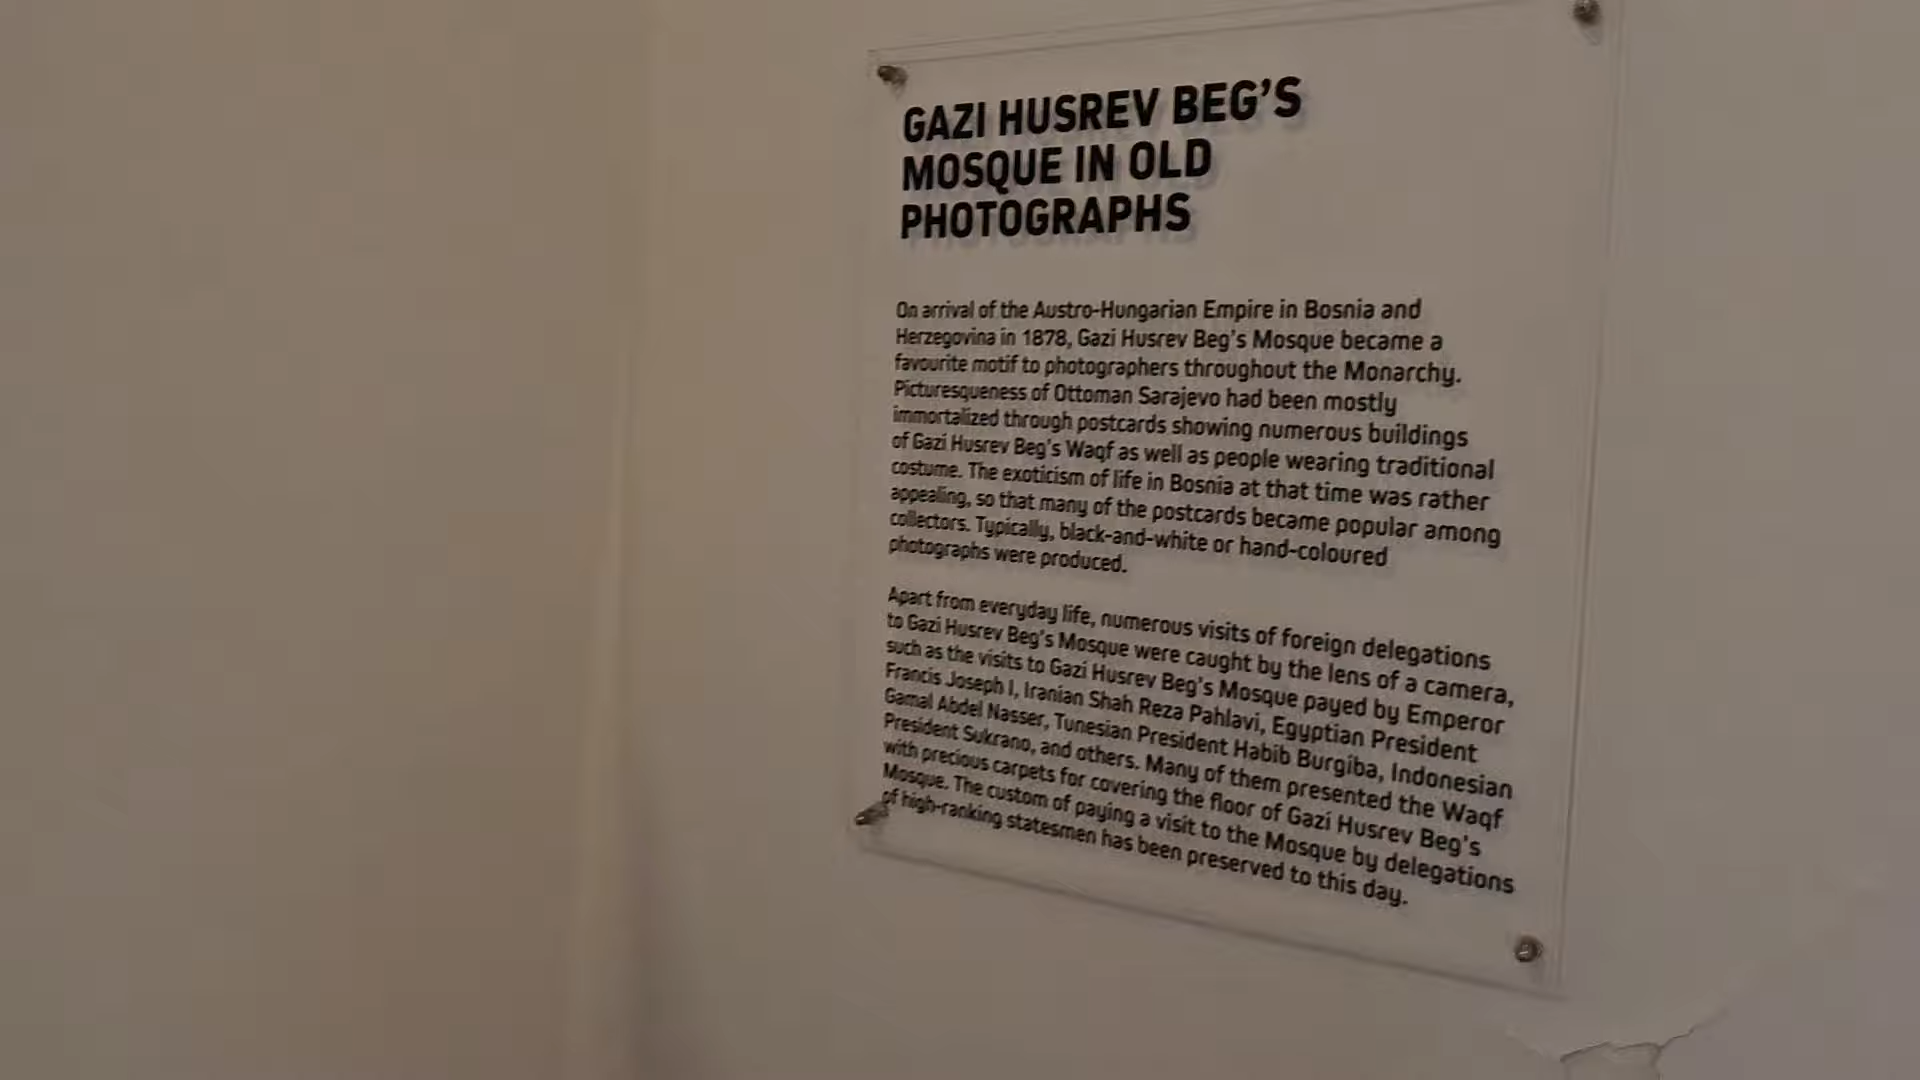 GAZI HUSREV BEG'S
MOSQUE IN OLD
PHOTOGRAPHS
On arrival of the Austro-Hungarian Empire in Bosnia and
Herzegovina in 1878, Gazi Husrev Beg's Mosque became a
favourite motif to photographers throughout the Monarchy.
Picturesqueness of Ottoman Sarajevo had been mostly
immortalized through postcards showing numerous buildings
of Gazi Husrev Beg's Waqf as well as people wearing traditional
costume. The exoticism of life in Bosnia at that time was rather
appealing, so that many of the postcards became popular among
collectors. Typically, black-and-white or hand-coloured
photographs were produced.
Apart from everyday life, numerous visits of foreign delegations
to Gazi Husrev Beg's Mosque were caught by the lens of a camera,
such as the visits to Gazi Husrev Beg's Mosque payed by Emperor
Francis Joseph I, Iranian Shah Reza Pahlavi, Egyptian President
Gamal Abdel Nasser, Tunesian President Habib Burgiba, Indonesian
President Sukrano, and others. Many of them presented the Waqf
with precious carpets for covering the floor of Gazi Husrev Beg's
Mosque. The custom of paying a visit to the Mosque by delegations
of high-ranking statesmen has been preserved to this day.